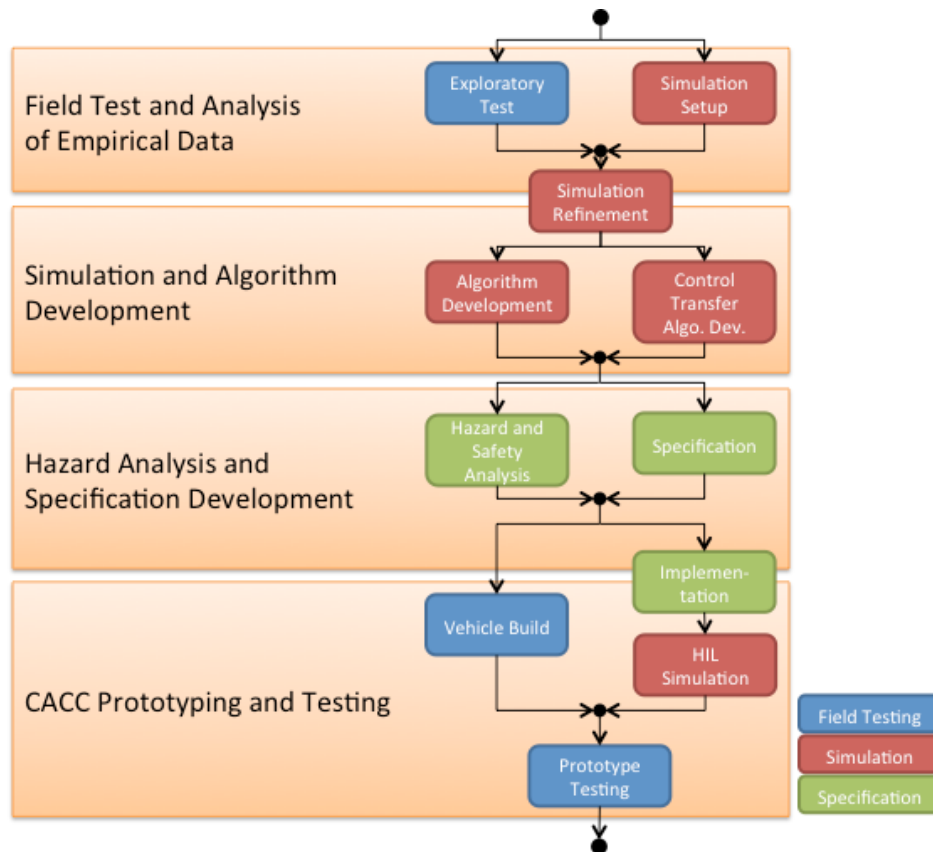 Field Test and Analysis
of Empirical Data
Exploratory
Test
Simulation
Setup
Simulation
Refinement
Simulation and Algorithm
Development
Algorithm
Development
Control
Transfer
Algo. Dev.
Hazard Analysis and
Specification Development
Hazard and
Safety
Analysis
Specification
Implemen-
tation
CACC Prototyping and Testing
Vehicle Build
HIL
Simulation
Prototype
Testing
Field Testing
Simulation
Specification